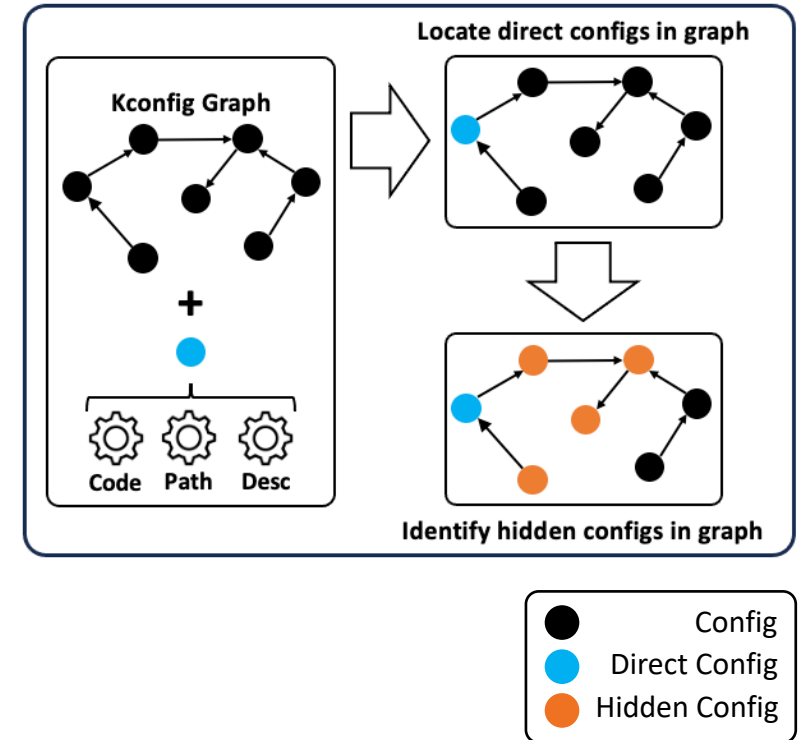 Locate direct configs in graph
Kconfig Graph
+
Code Path Desc
Identify hidden configs in graph
Config
Direct Config
Hidden Config